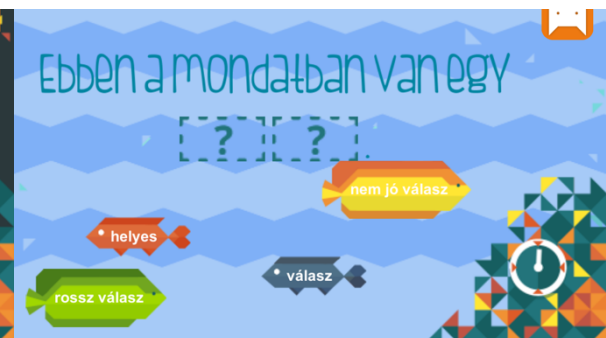 Ebben a mondatban van egy
? ? .
nem jó válasz
helyes
válasz
rossz válasz